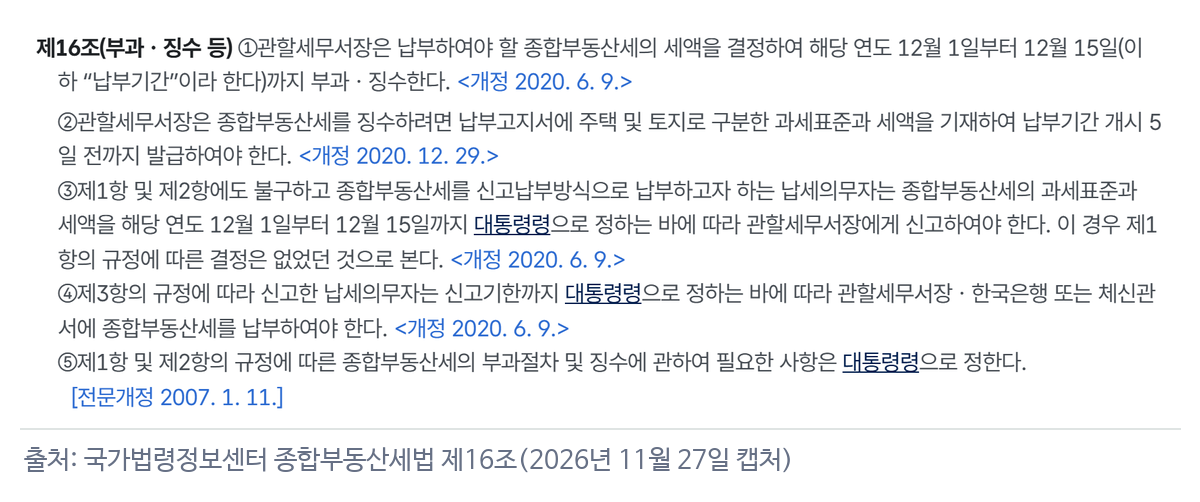 제16조(부과ㆍ징수 등) ①관할세무서장은 납부하여야 할 종합부동산세의 세액을 결정하여 해당 연도 12월 1일부터 12월 15일(이
하 “납부기간”이라 한다)까지 부과ㆍ징수한다. <개정 2020. 6. 9.>
②관할세무서장은 종합부동산세를 징수하려면 납부고지서에 주택 및 토지로 구분한 과세표준과 세액을 기재하여 납부기간 개시 5
일 전까지 발급하여야 한다. <개정 2020. 12. 29.>
③제1항 및 제2항에도 불구하고 종합부동산세를 신고납부방식으로 납부하고자 하는 납세의무자는 종합부동산세의 과세표준과
세액을 해당 연도 12월 1일부터 12월 15일까지 대통령령으로 정하는 바에 따라 관할세무서장에게 신고하여야 한다. 이 경우 제1
항의 규정에 따른 결정은 없었던 것으로 본다. <개정 2020. 6. 9.>
④제3항의 규정에 따라 신고한 납세의무자는 신고기한까지 대통령령으로 정하는 바에 따라 관할세무서장ㆍ한국은행 또는 체신관
서에 종합부동산세를 납부하여야 한다. <개정 2020. 6. 9.>
⑤제1항 및 제2항의 규정에 따른 종합부동산세의 부과절차 및 징수에 관하여 필요한 사항은 대통령령으로 정한다.
[전문개정 2007. 1. 11.]
출처: 국가법령정보센터 종합부동산세법 제16조(2026년 11월 27일 캡처)